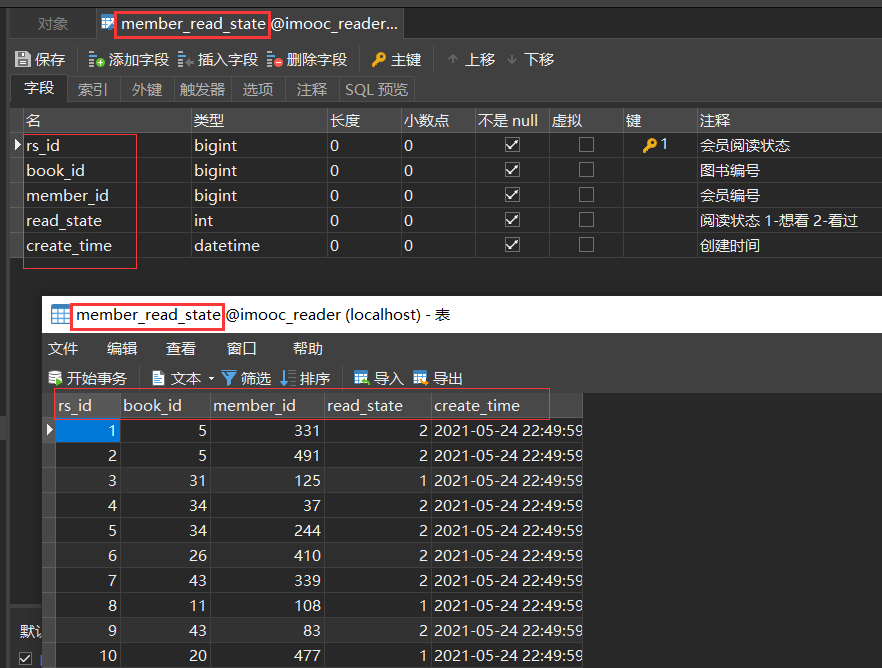 对象 member_read_state @imooc_reader...
保存 添加字段 插入字段 删除字段 主键 上移 下移
字段 索引 外键 触发器 选项 注释 SQL 预览
名 类型 长度 小数点 不是 null 虚拟 键 注释
rs_id bigint 0 0 1 会员阅读状态
book_id bigint 0 0 图书编号
member_id bigint 0 0 会员编号
read_state int 0 0 阅读状态 1-想看 2-看过
create_time datetime 0 0 创建时间
member_read_state @imooc_reader (localhost) - 表
文件 编辑 查看 窗口 帮助
开始事务 文本 筛选 排序 导入 导出
rs_id book_id member_id read_state create_time
1 5 331 2 2021-05-24 22:49:59
2 5 491 2 2021-05-24 22:49:59
3 31 125 1 2021-05-24 22:49:59
4 34 37 2 2021-05-24 22:49:59
5 34 244 2 2021-05-24 22:49:59
6 26 410 2 2021-05-24 22:49:59
7 43 339 2 2021-05-24 22:49:59
8 11 108 1 2021-05-24 22:49:59
9 43 83 2 2021-05-24 22:49:59
10 20 477 1 2021-05-24 22:49:59
默认